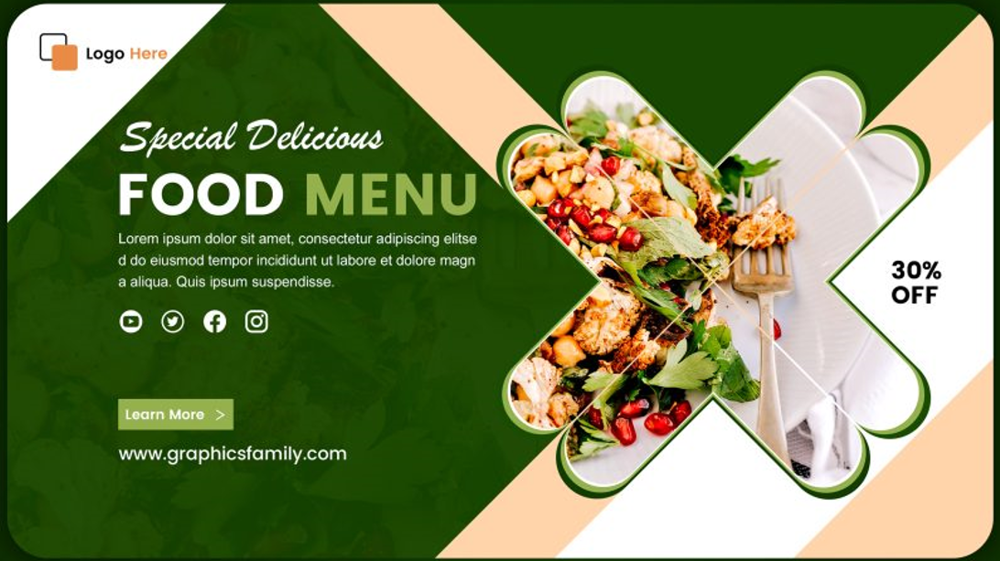 Logo Here
Special Delicious
FOOD MENU
Lorem ipsum dolor sit amet, consectetur adipiscing elitse
d do eiusmod tempor incididunt ut labore et dolore magn
a aliqua. Quis ipsum suspendisse.
Learn More >
www.graphicsfamily.com
30%
OFF